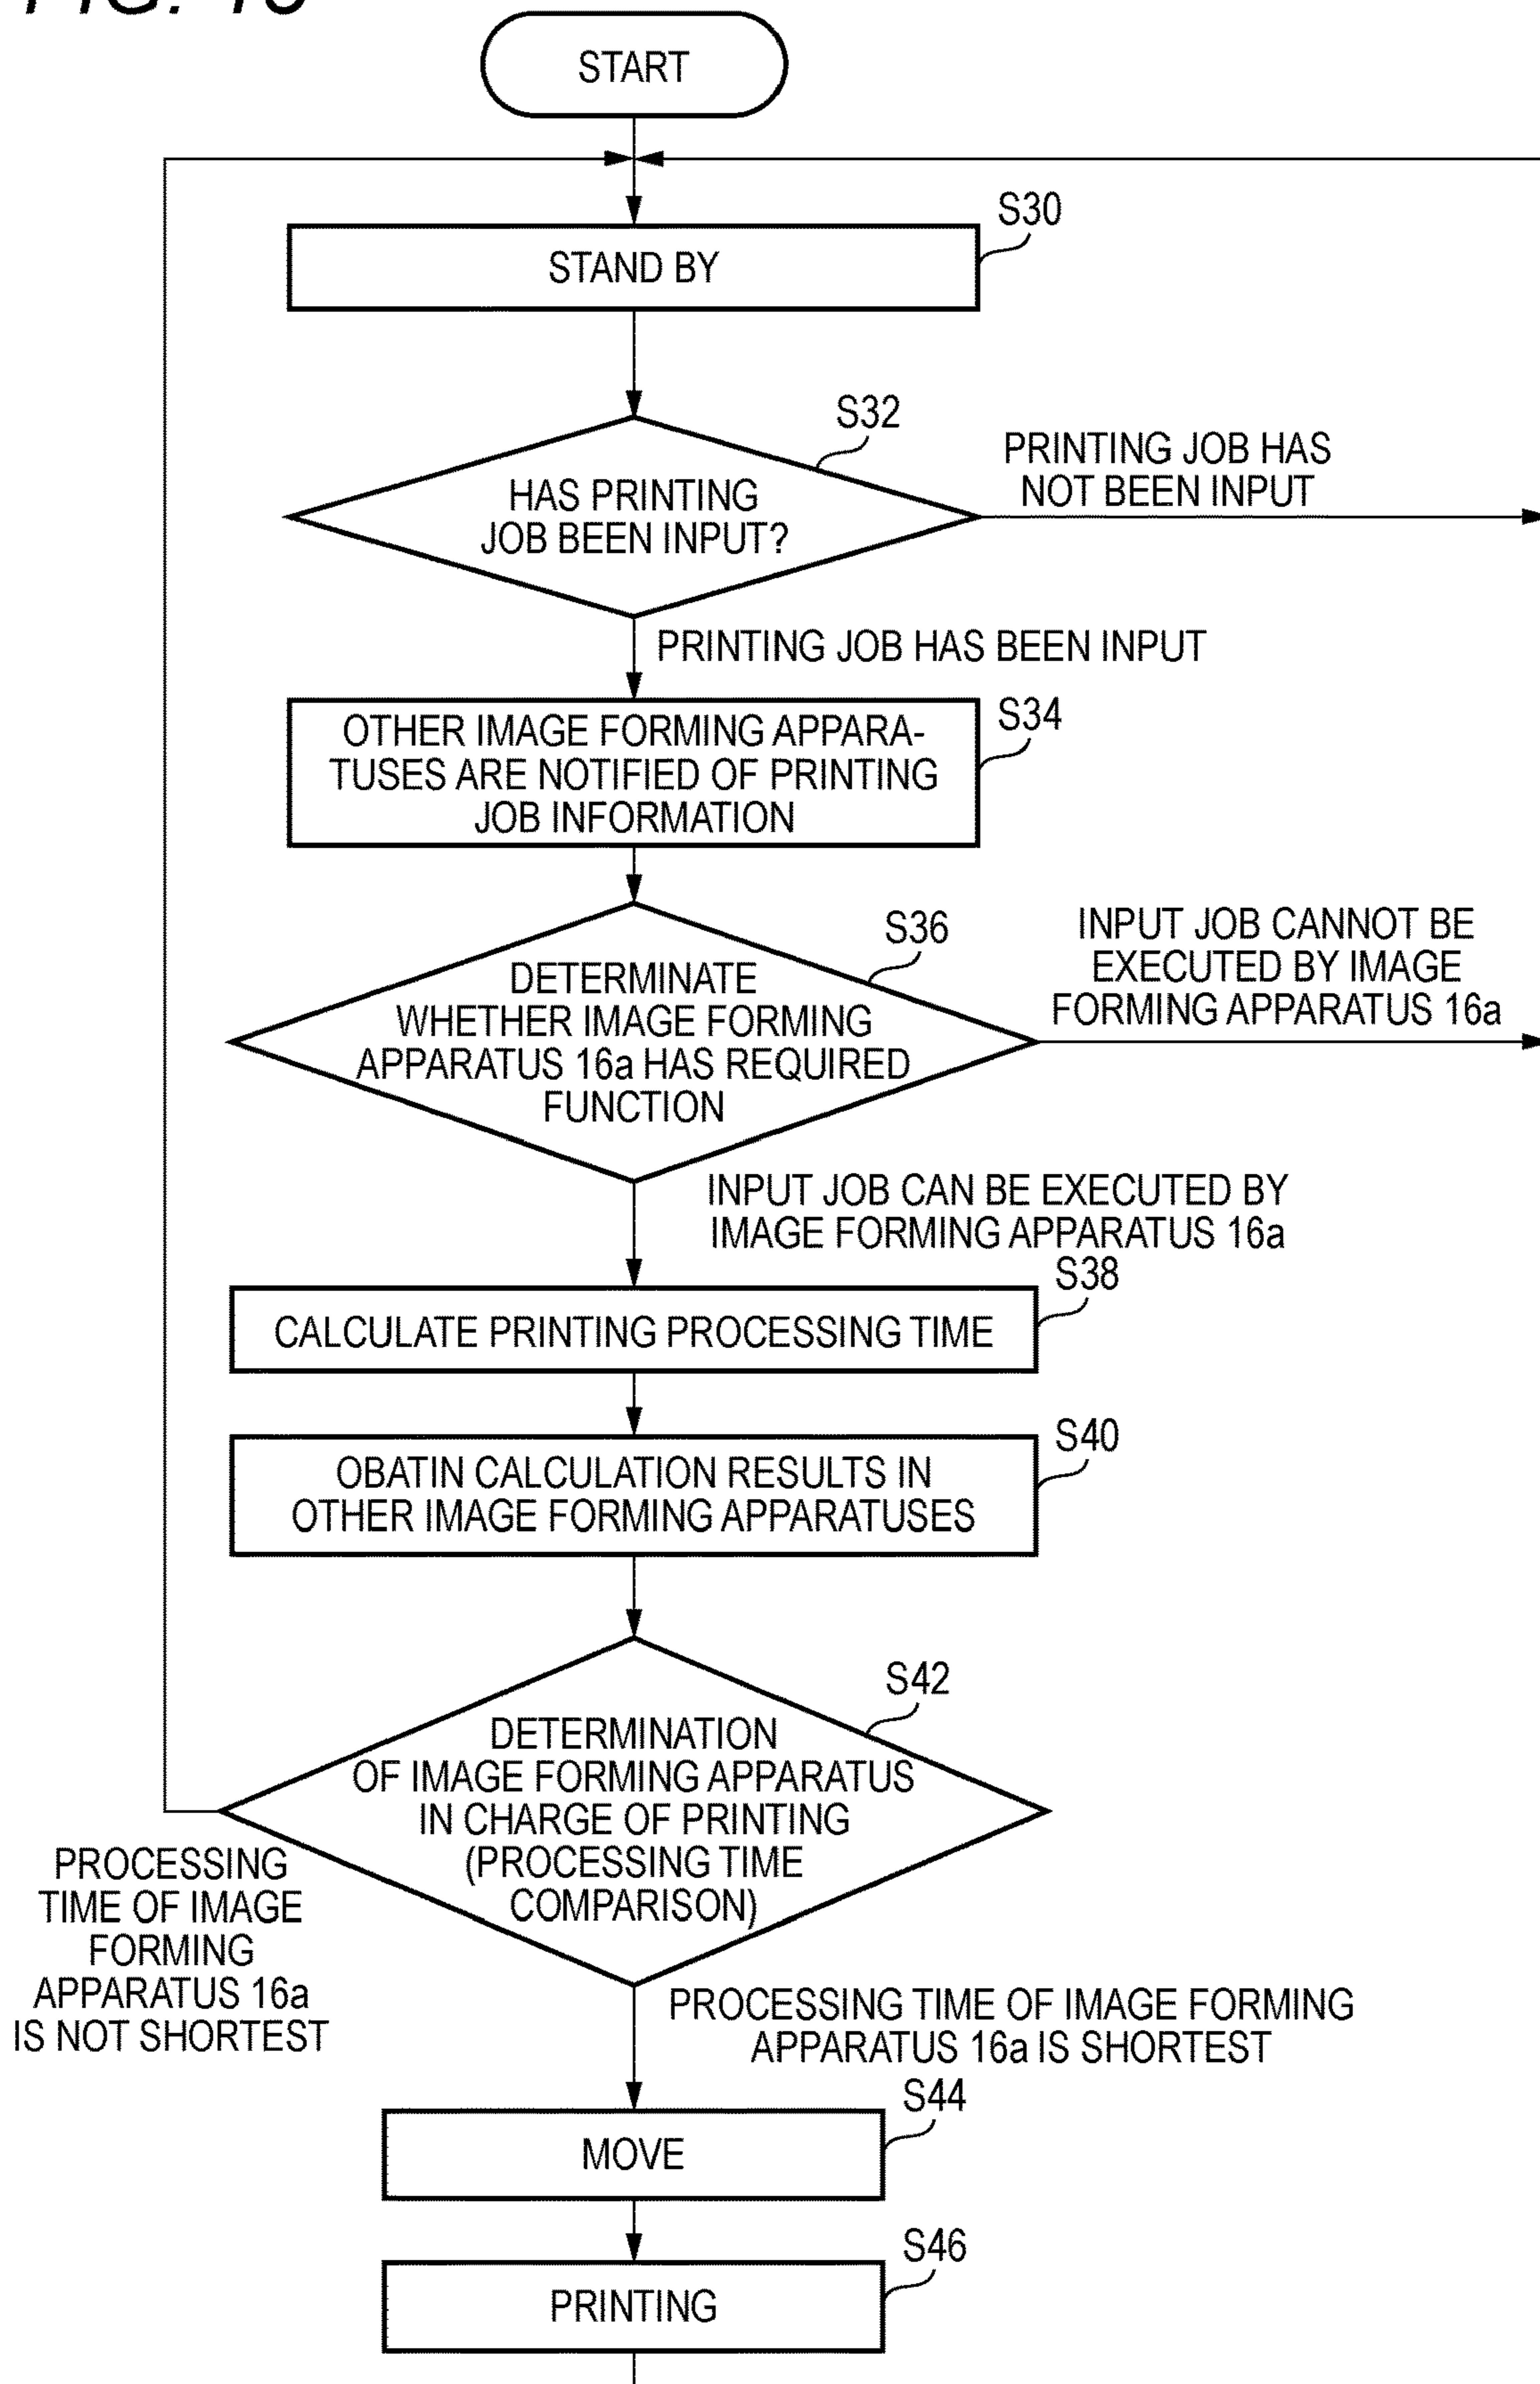 START
S30
STAND BY
S32
HAS PRINTING
JOB BEEN INPUT?
PRINTING JOB HAS
NOT BEEN INPUT
PRINTING JOB HAS BEEN INPUT
S34
OTHER IMAGE FORMING APPARA-
TUSES ARE NOTIFIED OF PRINTING
JOB INFORMATION
S36
DETERMINATE
WHETHER IMAGE FORMING
APPARATUS 16a HAS REQUIRED
FUNCTION
INPUT JOB CANNOT BE
EXECUTED BY IMAGE
FORMING APPARATUS 16a
INPUT JOB CAN BE EXECUTED BY
IMAGE FORMING APPARATUS 16a
S38
CALCULATE PRINTING PROCESSING TIME
S40
OBATIN CALCULATION RESULTS IN
OTHER IMAGE FORMING APPARATUSES
S42
DETERMINATION
OF IMAGE FORMING APPARATUS
IN CHARGE OF PRINTING
(PROCESSING TIME
COMPARISON)
PROCESSING
TIME OF IMAGE
FORMING
APPARATUS 16a
IS NOT SHORTEST
PROCESSING TIME OF IMAGE FORMING
APPARATUS 16a IS SHORTEST
S44
MOVE
S46
PRINTING